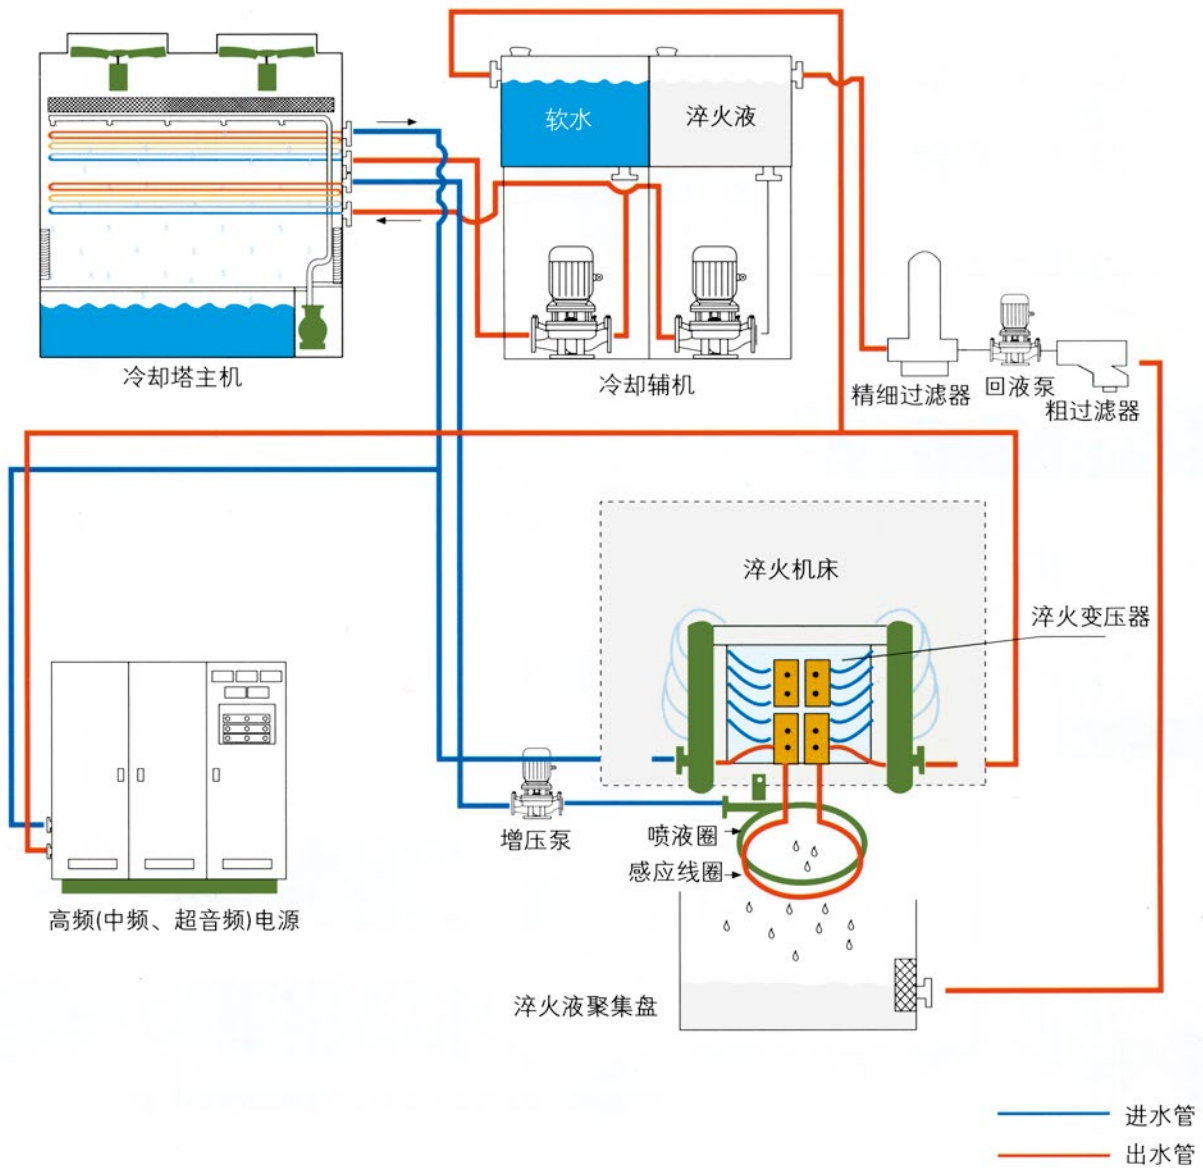 软水
淬火液
冷却塔主机
冷却辅机
精细过滤器
回液泵
粗过滤器
淬火机床
淬火变压器
增压泵
喷液圈
感应线圈
高频(中频、超音频)电源
淬火液聚集盘
进水管
出水管